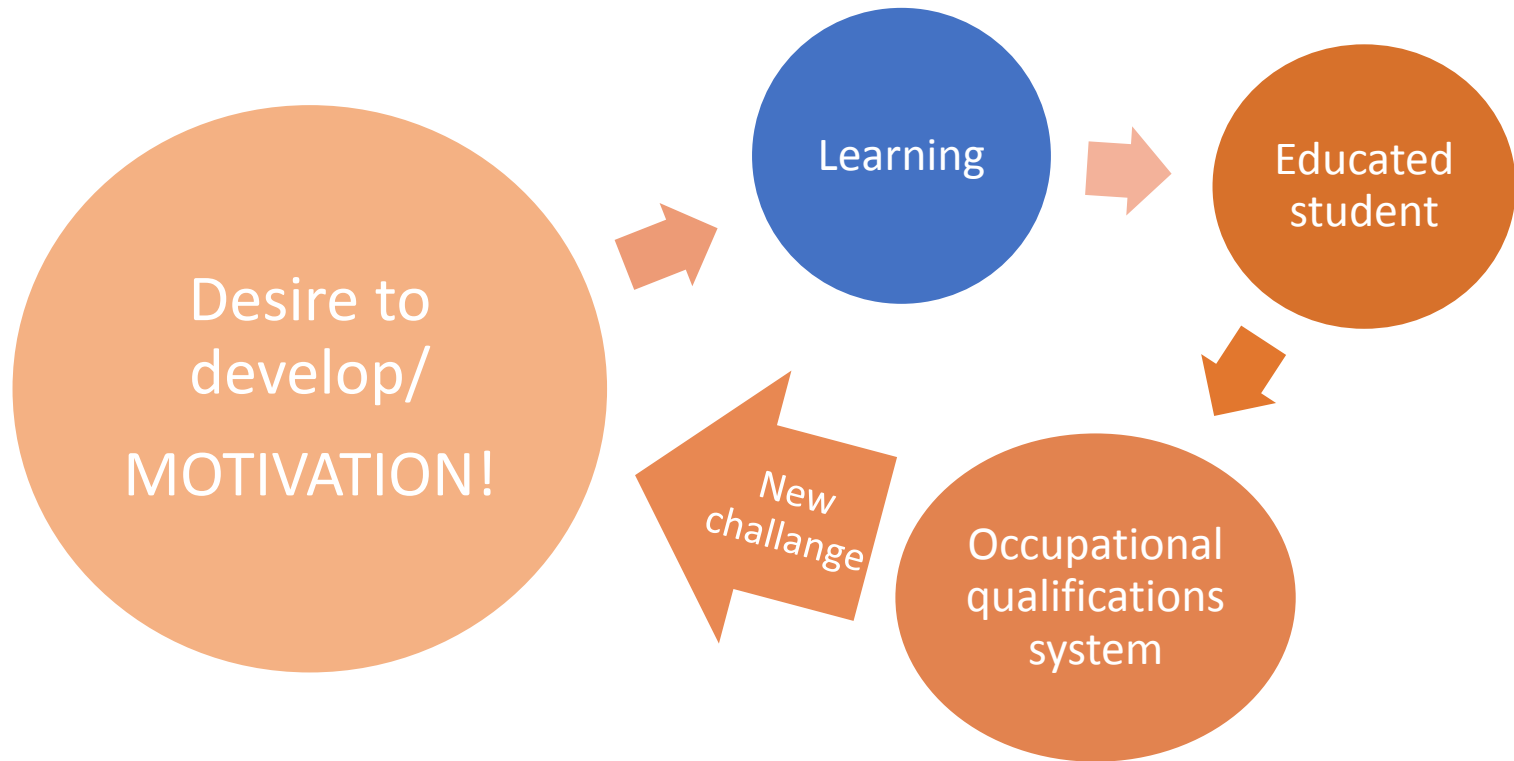 Desire to
develop/
MOTIVATION!
Learning
Educated
student
Occupational
qualifications
system
New
challange